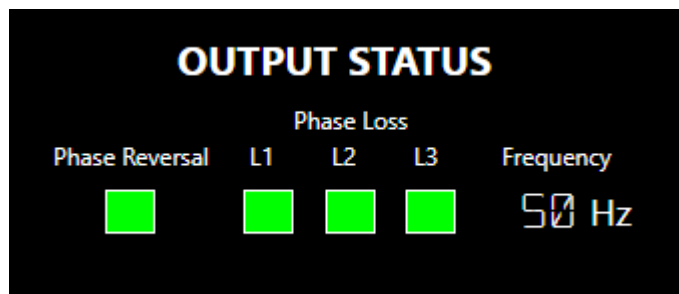 OUTPUT STATUS
Phase Loss
Phase Reversal L1 L2 L3 Frequency
50 Hz